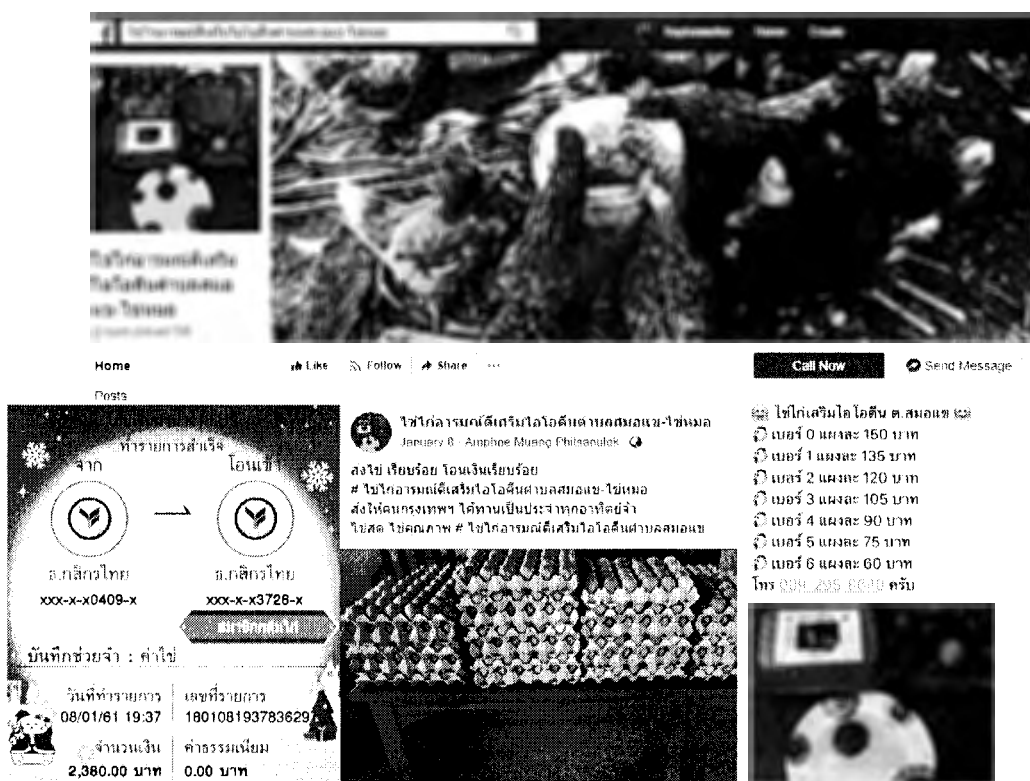 Home
Like Follow Share ...
Call Now
Send Message
Posts
ทำรายการสำเร็จ
จาก
โอนเข้า
ธ.กสิกรไทย
ธ.กสิกรไทย
xxx-x-x0409-x
xxx-x-x3726-x
บันทึกช่วยจำ : ค่าไข่
วันที่ทำรายการ
เลขที่รายการ
08/01/61 19:37
180108193783629
จำนวนเงิน
ค่าธรรมเนียม
2,380.00 บาท
0.00 บาท
ไข่ไก่อารมณ์ดีเสริมไอโอดีนตำบลสมอแข-ไข่หมอ
January 8 · Amphoe Muang Phitsanulok
ส่งไข่ เรียบร้อย โอนเงินเรียบร้อย
# ไข่ไก่อารมณ์ดีเสริมไอโอดีนตำบลสมอแข-ไข่หมอ
ส่งให้คนกรุงเทพฯ ได้ทานเป็นประจำทุกอาทิตย์จ้า
ไข่สด ไข่คุณภาพ # ไข่ไก่อารมณ์ดีเสริมไอโอดีนตำบลสมอแข
ไข่ไก่เสริมไอโอดีน ต.สมอแข
เบอร์ 0 แผงละ 150 บาท
เบอร์ 1 แผงละ 135 บาท
เบอร์ 2 แผงละ 120 บาท
เบอร์ 3 แผงละ 105 บาท
เบอร์ 4 แผงละ 90 บาท
เบอร์ 5 แผงละ 75 บาท
เบอร์ 6 แผงละ 60 บาท
โทร ครับ